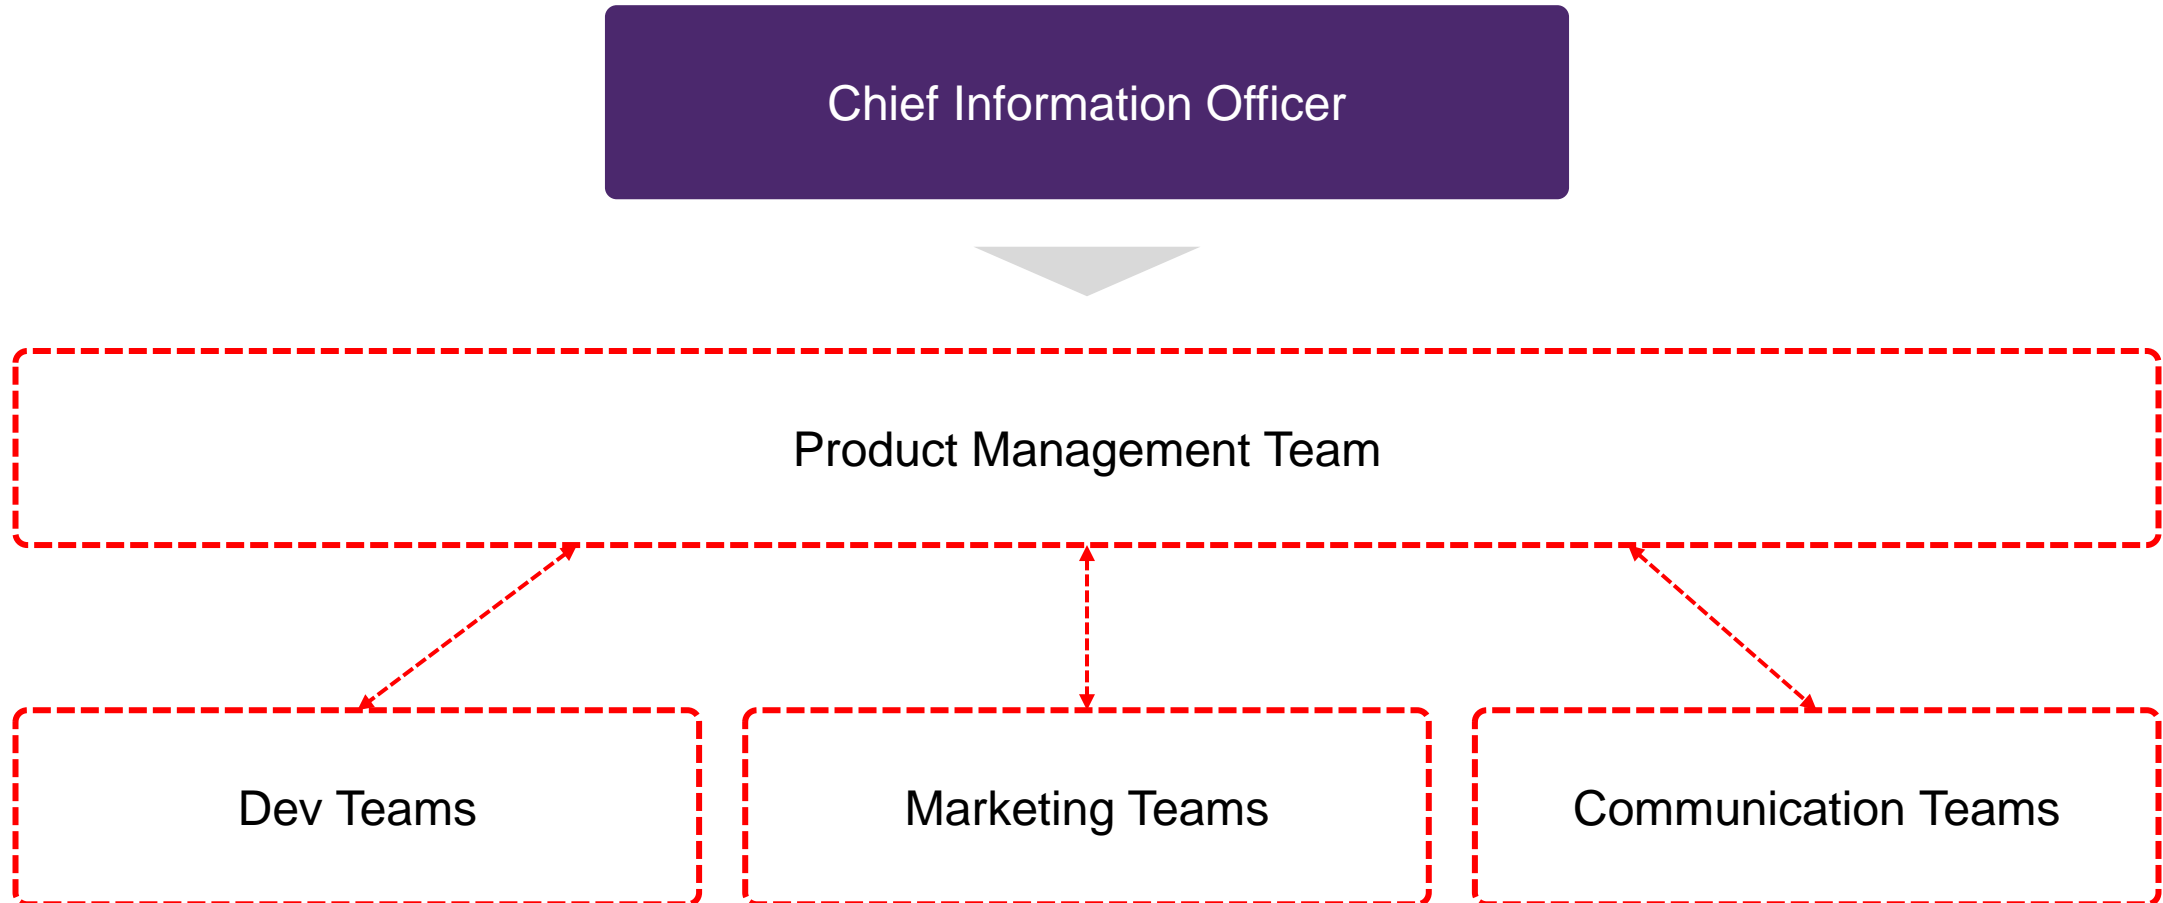 Chief Information Officer
Product Management Team
Dev Teams
Marketing Teams
Communication Teams